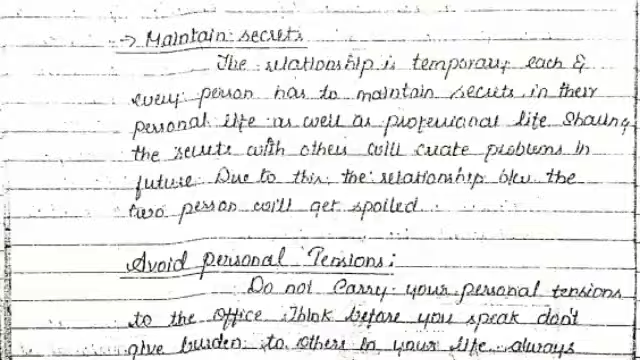 → Maintain secrets
The relationship is temporary each &
every person has to maintain secrets in their
personal life as well as professional life Sharing
the secrets with others will create problems in
future. Due to this the relationship b/w the
two person will get spoiled.
Avoid personal Tensions:
Do not Carry your personal tensions
to the office. Think before you speak don't
give burden to others in your life always